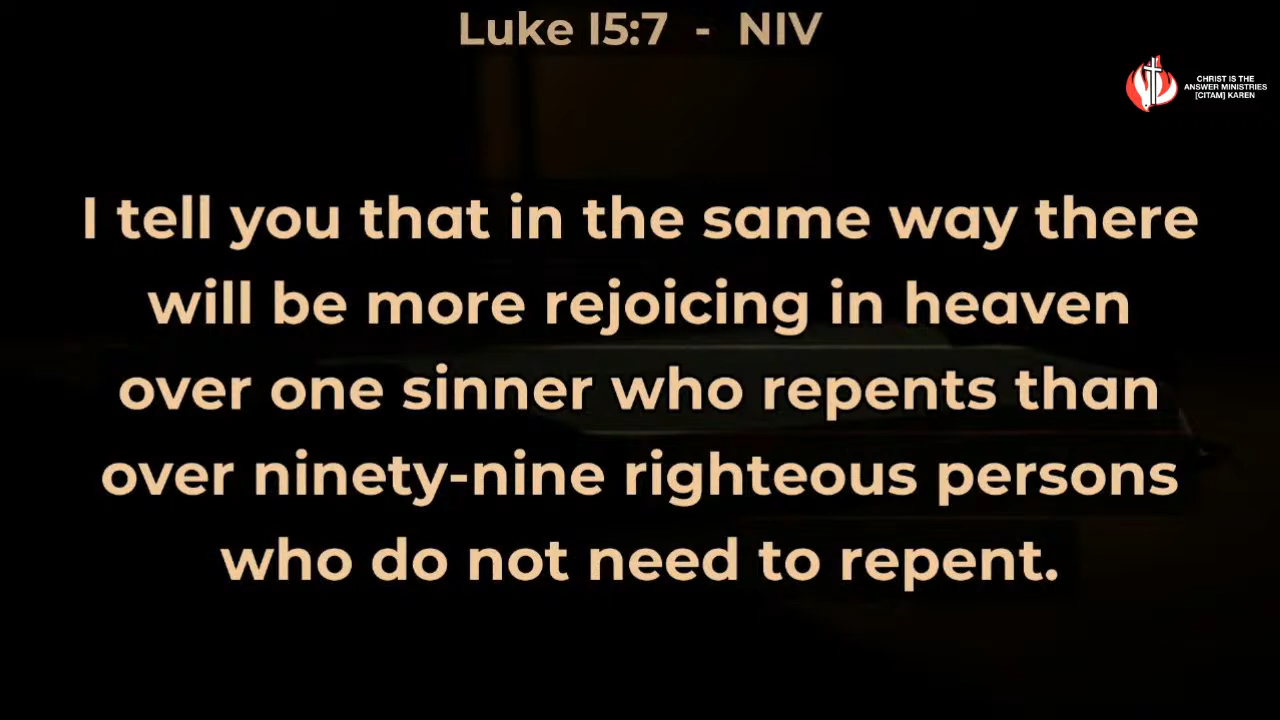 Luke I5:7 - NIV
CHRIST IS THE
ANSWER MINISTRIES
[CITAM] KAREN
I tell you that in the same way there
will be more rejoicing in heaven
over one sinner who repents than
over ninety-nine righteous persons
who do not need to repent.